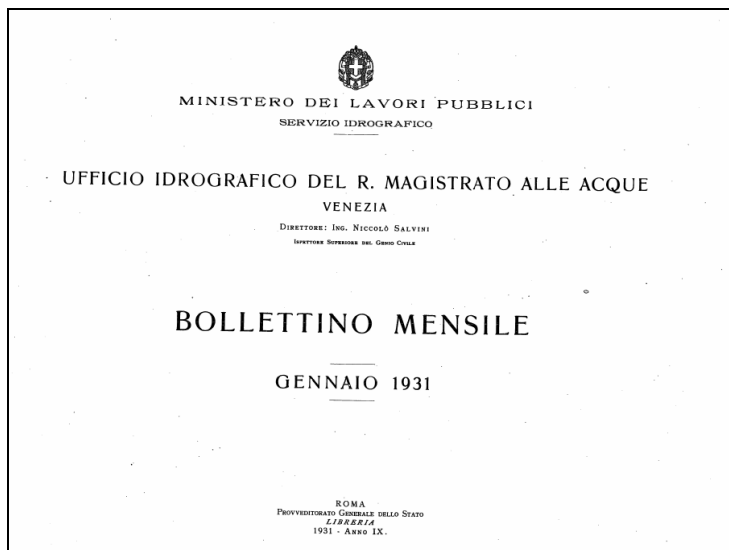 MINISTERO DEI LAVORI PUBBLICI
SERVIZIO IDROGRAFICO
UFFICIO IDROGRAFICO DEL R. MAGISTRATO ALLE ACQUE
VENEZIA
DIRETTORE: ING. NICCOLÒ SALVINI
ISPETTORE SUPERIORE DEL GENIO CIVILE
BOLLETTINO MENSILE
GENNAIO 1931
ROMA
PROVVEDITORATO GENERALE DELLO STATO
LIBRERIA
1931 - ANNO IX.